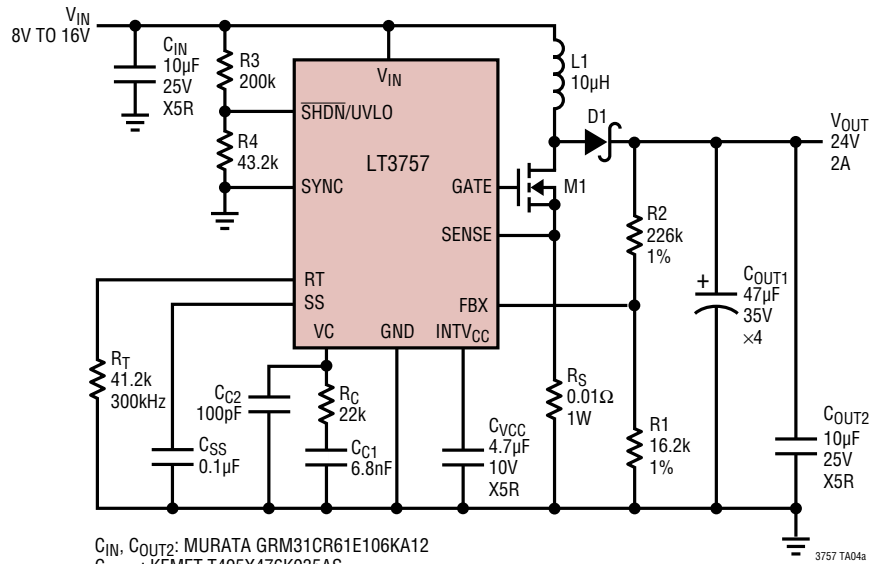 VIN
8V TO 16V
CIN
10µF
25V
X5R
R3
200k
R4
43.2k
VIN
SHDN/UVLO
LT3757
SYNC
GATE
SENSE
RT
SS
FBX
VC
GND
INTVCC
L1
10µH
D1
M1
VOUT
24V
2A
R2
226k
1%
+
COUT1
47µF
35V
×4
RT
41.2k
300kHz
CSS
0.1µF
CC2
100pF
RC
22k
CC1
6.8nF
CVCC
4.7µF
10V
X5R
RS
0.01Ω
1W
R1
16.2k
1%
COUT2
10µF
25V
X5R
CIN, COUT2: MURATA GRM31CR61E106KA12
3757 TA04a